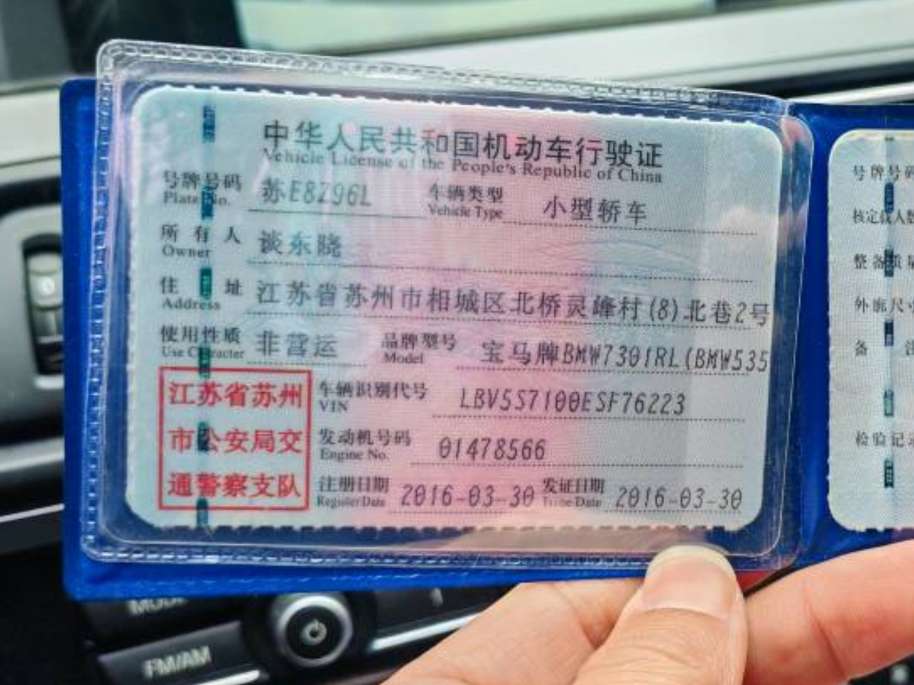 中华人民共和国机动车行驶证
Vehicle License of the People's Republic of China
号牌号码 苏E8Z96L 车辆类型 小型轿车
Plate No. Vehicle Type
所有人 谈东晓
Owner
住址 江苏省苏州市相城区北桥灵峰村(8)北巷2号
Address
使用性质 非营运 品牌型号 宝马牌BMW7301RL(BMW535
Use Character Model
江苏省苏州 车辆识别代号 LBV5S7100ESF76223
VIN
市公安局交 发动机号码 01478566
Engine No.
通警察支队 注册日期 2016-03-30 发证日期 2016-03-30
Register Date Issue Date
号牌号码
核定载人数
整备质量
外廓尺寸
备
检验记录
MODE
FM/AM
1